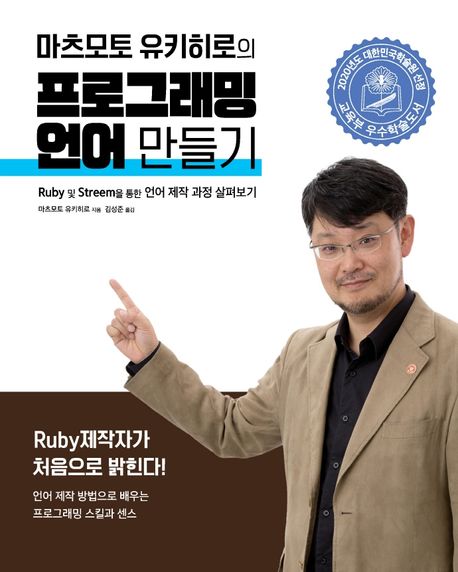 마츠모토 유키히로의
프로그래밍
언어 만들기
Ruby 및 Streem을 통한 언어 제작 과정 살펴보기
마츠모토 유키히로 지음 김성준 옮김
2020년도 대한민국학술원 선정
교육부 우수학술도서
Ruby제작자가
처음으로 밝힌다!
언어 제작 방법으로 배우는
프로그래밍 스킬과 센스